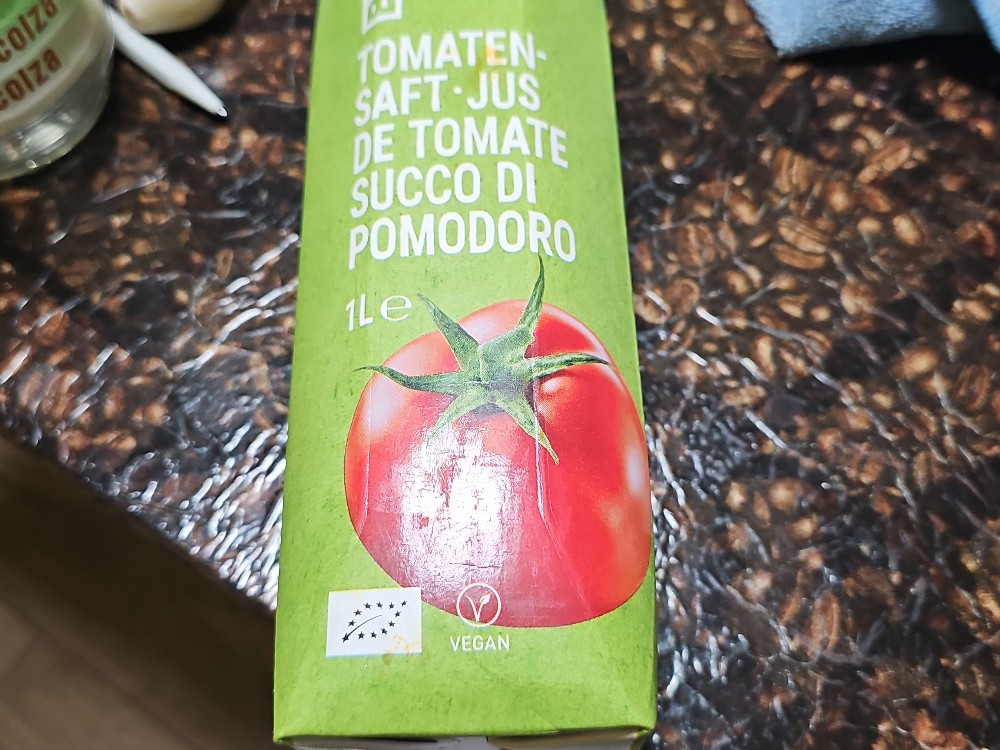 colza
colza
TOMATEN-
SAFT · JUS
DE TOMATE
SUCCO DI
POMODORO
1L ℮
VEGAN